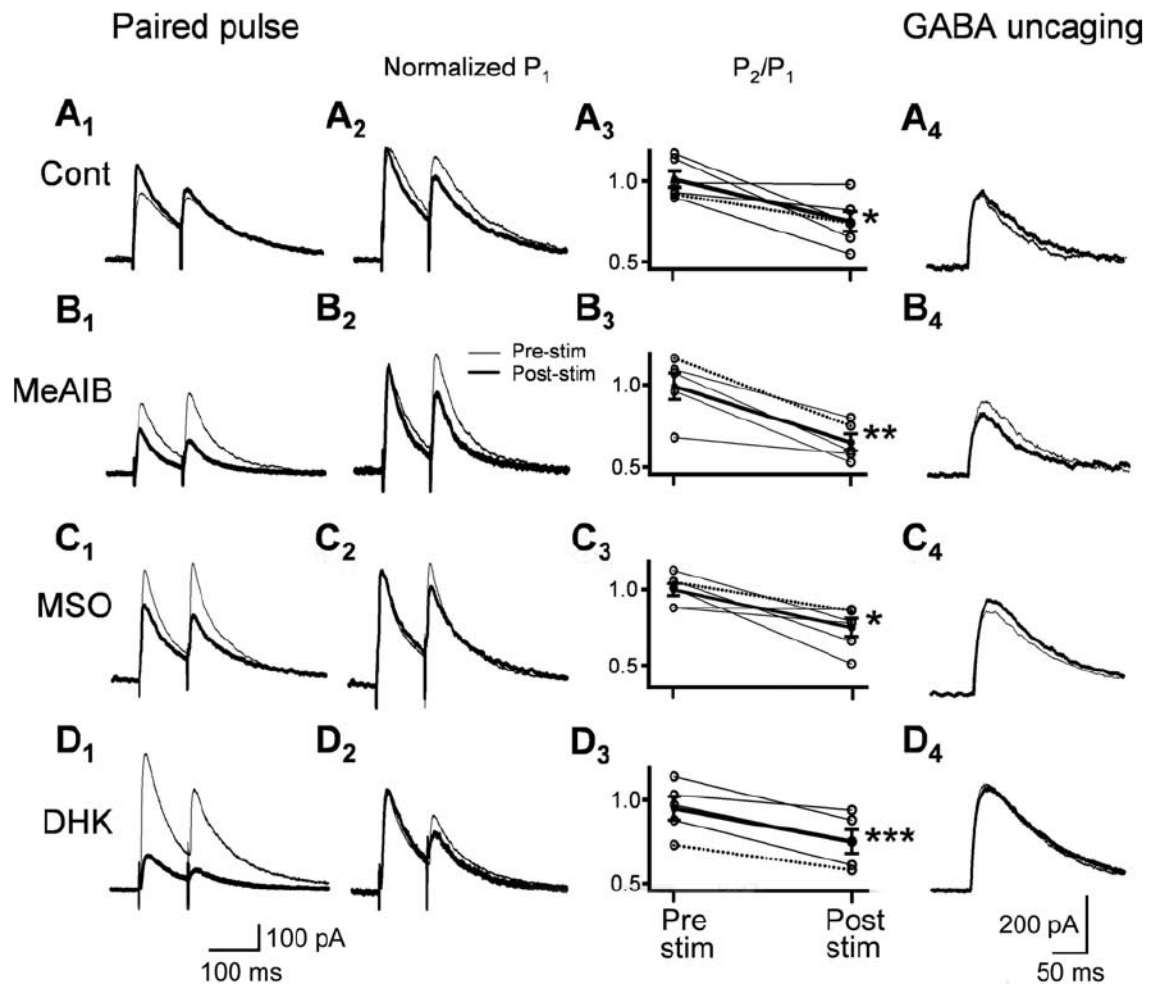 Paired pulse GABA uncaging
Normalized P1 P2/P1
A1 A2 A3 A4
Cont
1.0
*
0.5
B1 B2 B3 B4
Pre-stim
Post-stim
MeAIB
1.0
**
0.5
C1 C2 C3 C4
MSO
1.0
*
0.5
D1 D2 D3 D4
DHK
1.0
***
0.5
Pre stim Post stim
100 pA
100 ms
200 pA
50 ms